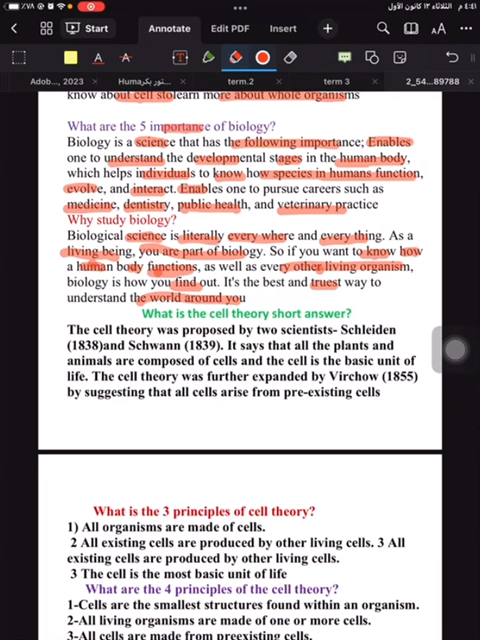 ٤:٤١ م الثلاثاء ١٢ كانون الأول
٪٧٨
Start
Annotate
Edit PDF
Insert
AA
Adob..., 2023
term.2
term 3
2_54...89788
know about cell stolearn more about whole organisms
What are the 5 importance of biology?
Biology is a science that has the following importance; Enables
one to understand the developmental stages in the human body,
which helps individuals to know how species in humans function,
evolve, and interact. Enables one to pursue careers such as
medicine, dentistry, public health, and veterinary practice
Why study biology?
Biological science is literally every where and every thing. As a
living being, you are part of biology. So if you want to know how
a human body functions, as well as every other living organism,
biology is how you find out. It's the best and truest way to
understand the world around you
What is the cell theory short answer?
The cell theory was proposed by two scientists- Schleiden
(1838)and Schwann (1839). It says that all the plants and
animals are composed of cells and the cell is the basic unit of
life. The cell theory was further expanded by Virchow (1855)
by suggesting that all cells arise from pre-existing cells
What is the 3 principles of cell theory?
1) All organisms are made of cells.
2 All existing cells are produced by other living cells. 3 All
existing cells are produced by other living cells.
3 The cell is the most basic unit of life
What are the 4 principles of the cell theory?
1-Cells are the smallest structures found within an organism.
2-All living organisms are made of one or more cells.
3-All cells are made from preexisting cells.